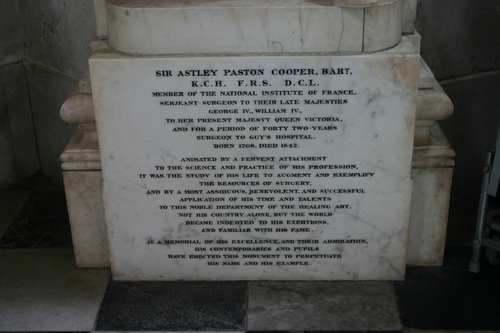 SIR ASTLEY PASTON COOPER, BART,
K.C.H. F.R.S. D.C.L.
MEMBER OF THE NATIONAL INSTITUTE OF FRANCE,
SERJEANT-SURGEON TO THEIR LATE MAJESTIES
GEORGE IV., WILLIAM IV.,
TO HER PRESENT MAJESTY QUEEN VICTORIA,
AND FOR A PERIOD OF FORTY TWO-YEARS
SURGEON TO GUY'S HOSPITAL.
BORN 1768, DIED 1842.
ANIMATED BY A FERVENT ATTACHMENT
TO THE SCIENCE AND PRACTICE OF HIS PROFESSION,
IT WAS THE STUDY OF HIS LIFE TO AUGMENT AND EXEMPLIFY
THE RESOURCES OF SURGERY,
AND BY A MOST ASSIDUOUS, BENEVOLENT, AND SUCCESSFUL
APPLICATION OF HIS TIME AND TALENTS
TO THIS NOBLE DEPARTMENT OF THE HEALING ART,
NOT HIS COUNTRY ALONE, BUT THE WORLD
BECAME INDEBTED TO HIS EXERTIONS,
AND FAMILIAR WITH HIS FAME.
AS A MEMORIAL OF HIS EXCELLENCE, AND THEIR ADMIRATION,
HIS CONTEMPORARIES AND PUPILS
HAVE ERECTED THIS MONUMENT TO PERPETUATE
HIS NAME AND HIS EXAMPLE.